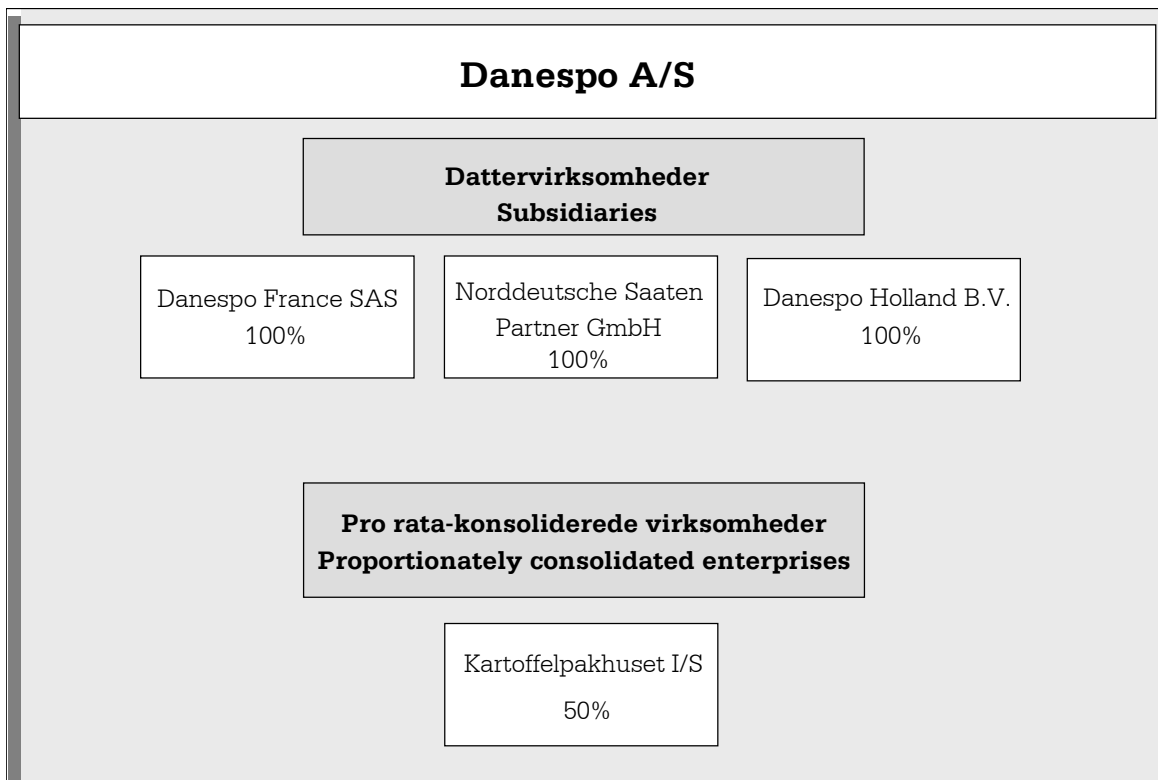 Danespo A/S
Dattervirksomheder
Subsidiaries
Danespo France SAS
100%
Norddeutsche Saaten
Partner GmbH
100%
Danespo Holland B.V.
100%
Pro rata-konsoliderede virksomheder
Proportionately consolidated enterprises
Kartoffelpakhuset I/S
50%